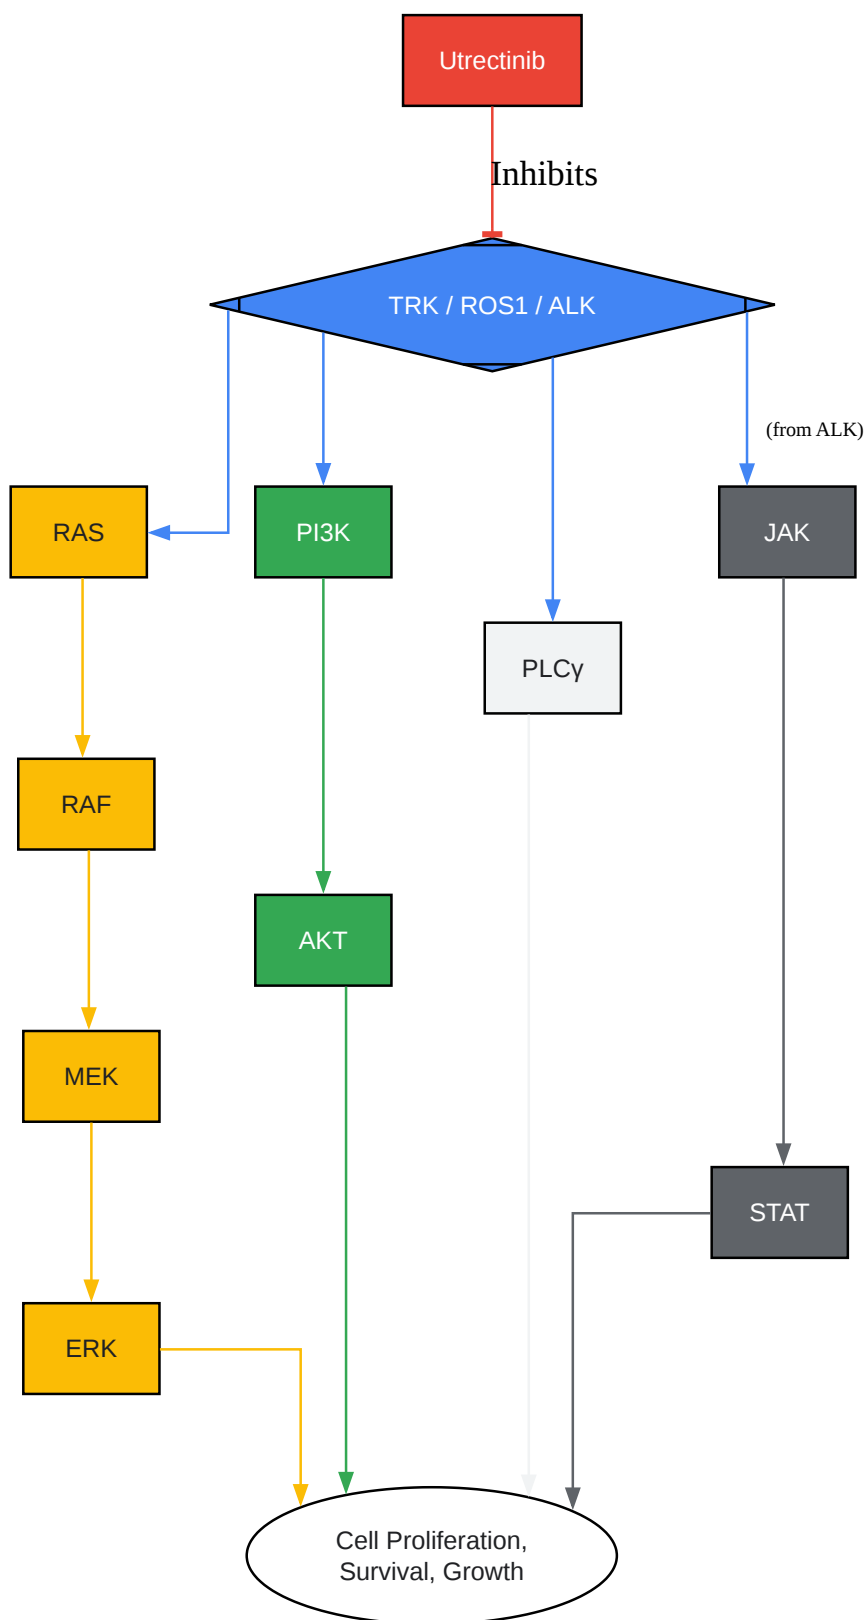 Utrectinib
Inhibits
TRK / ROS1 / ALK
(from ALK)
RAS
PI3K
JAK
PLCγ
RAF
AKT
MEK
STAT
ERK
Cell Proliferation,
Survival, Growth